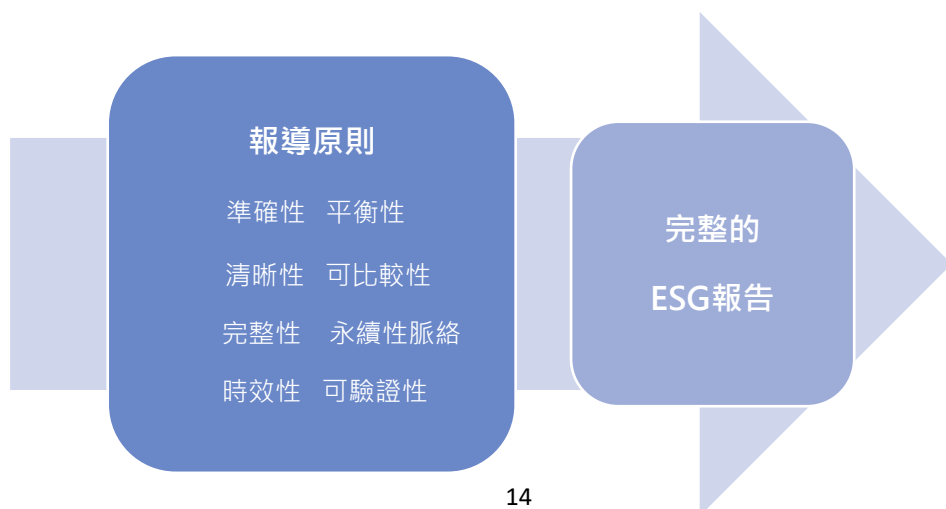 報導原則
準確性 平衡性
清晰性 可比較性
完整性 永續性脈絡
時效性 可驗證性
完整的
ESG報告
14